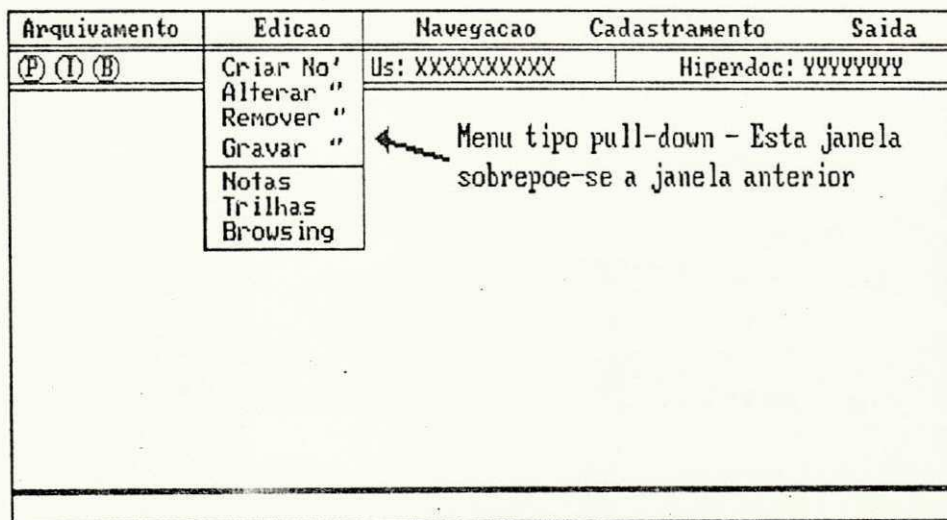 Arquivamento Edicao Navegacao Cadastramento Saida
(P) (T) (B) Criar No' Us: XXXXXXXXXX Hiperdoc: YYYYYYYY
Alterar "
Remover "
Gravar " Menu tipo pull-down - Esta janela
sobrepoe-se a janela anterior
Notas
Trilhas
Browsing